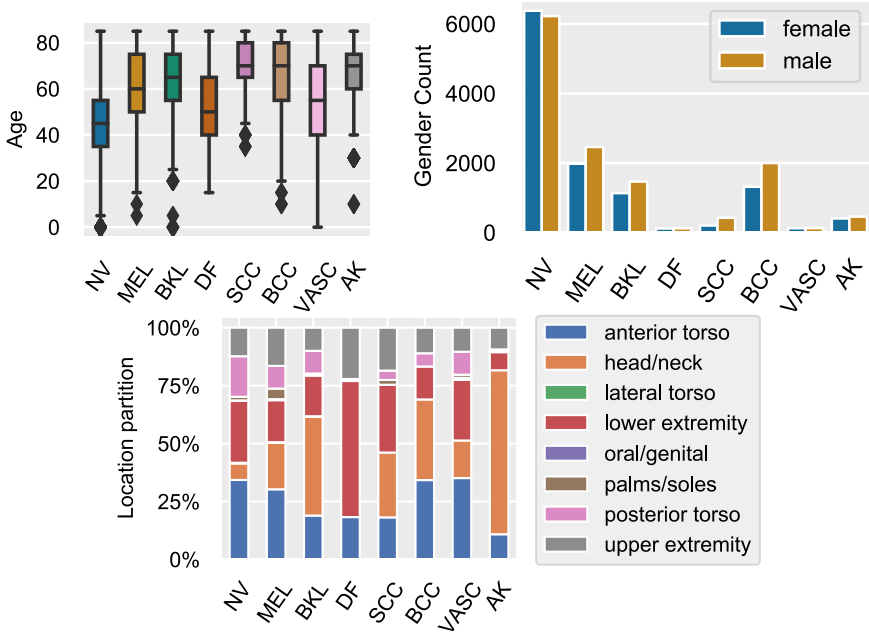 80
60
40
20
0
Age
NV
MEL
BKL
DF
SCC
BCC
VASC
AK
6000
4000
2000
0
Gender Count
female
male
NV
MEL
BKL
DF
SCC
BCC
VASC
AK
100%
75%
50%
25%
0%
Location partition
NV
MEL
BKL
DF
SCC
BCC
VASC
AK
anterior torso
head/neck
lateral torso
lower extremity
oral/genital
palms/soles
posterior torso
upper extremity